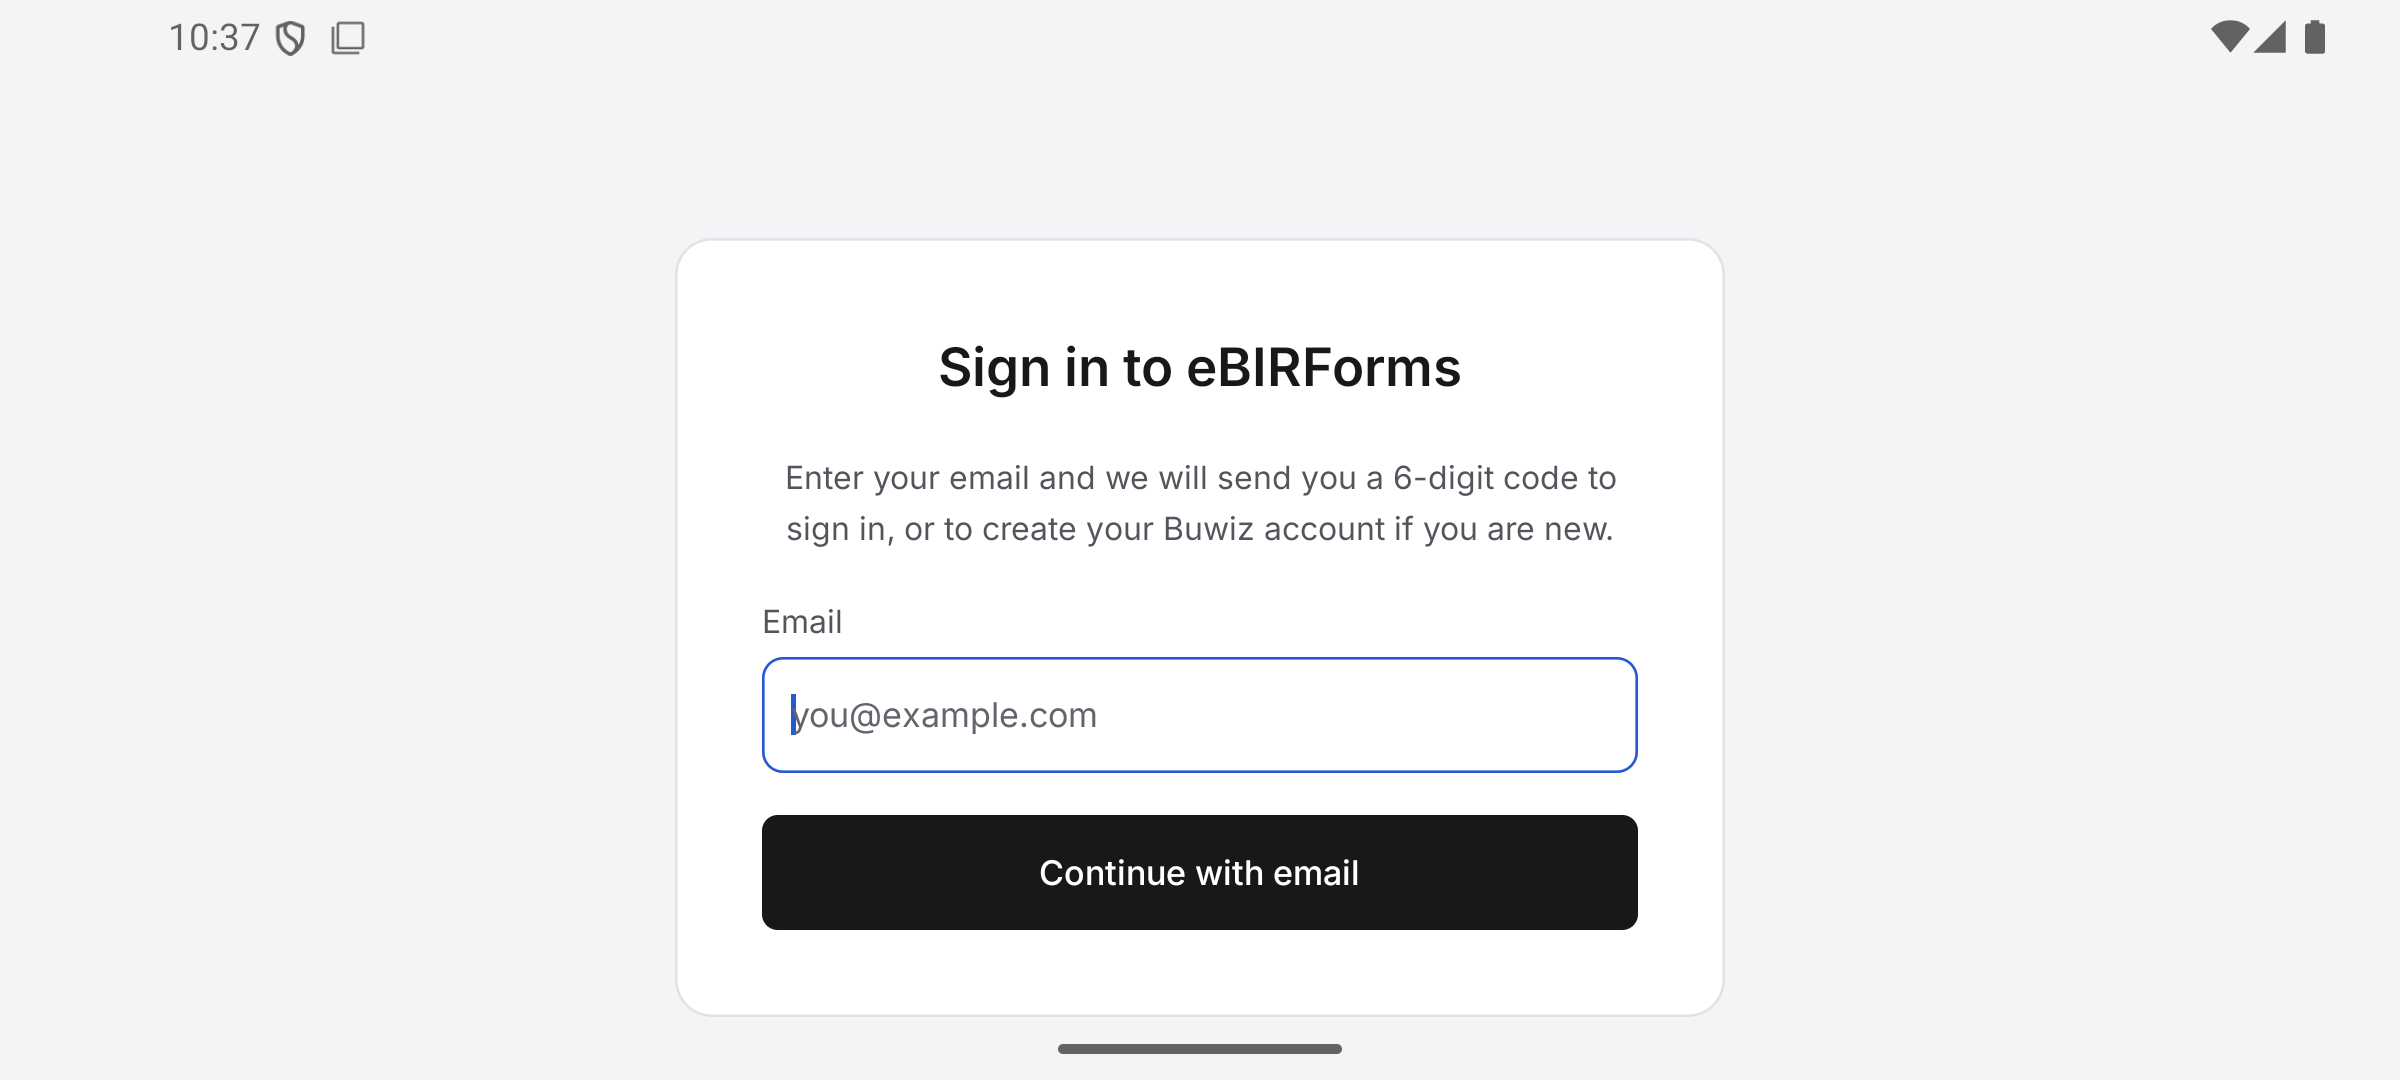 10:37
Sign in to eBIRForms
Enter your email and we will send you a 6-digit code to
sign in, or to create your Buwiz account if you are new.
Email
you@example.com
Continue with email